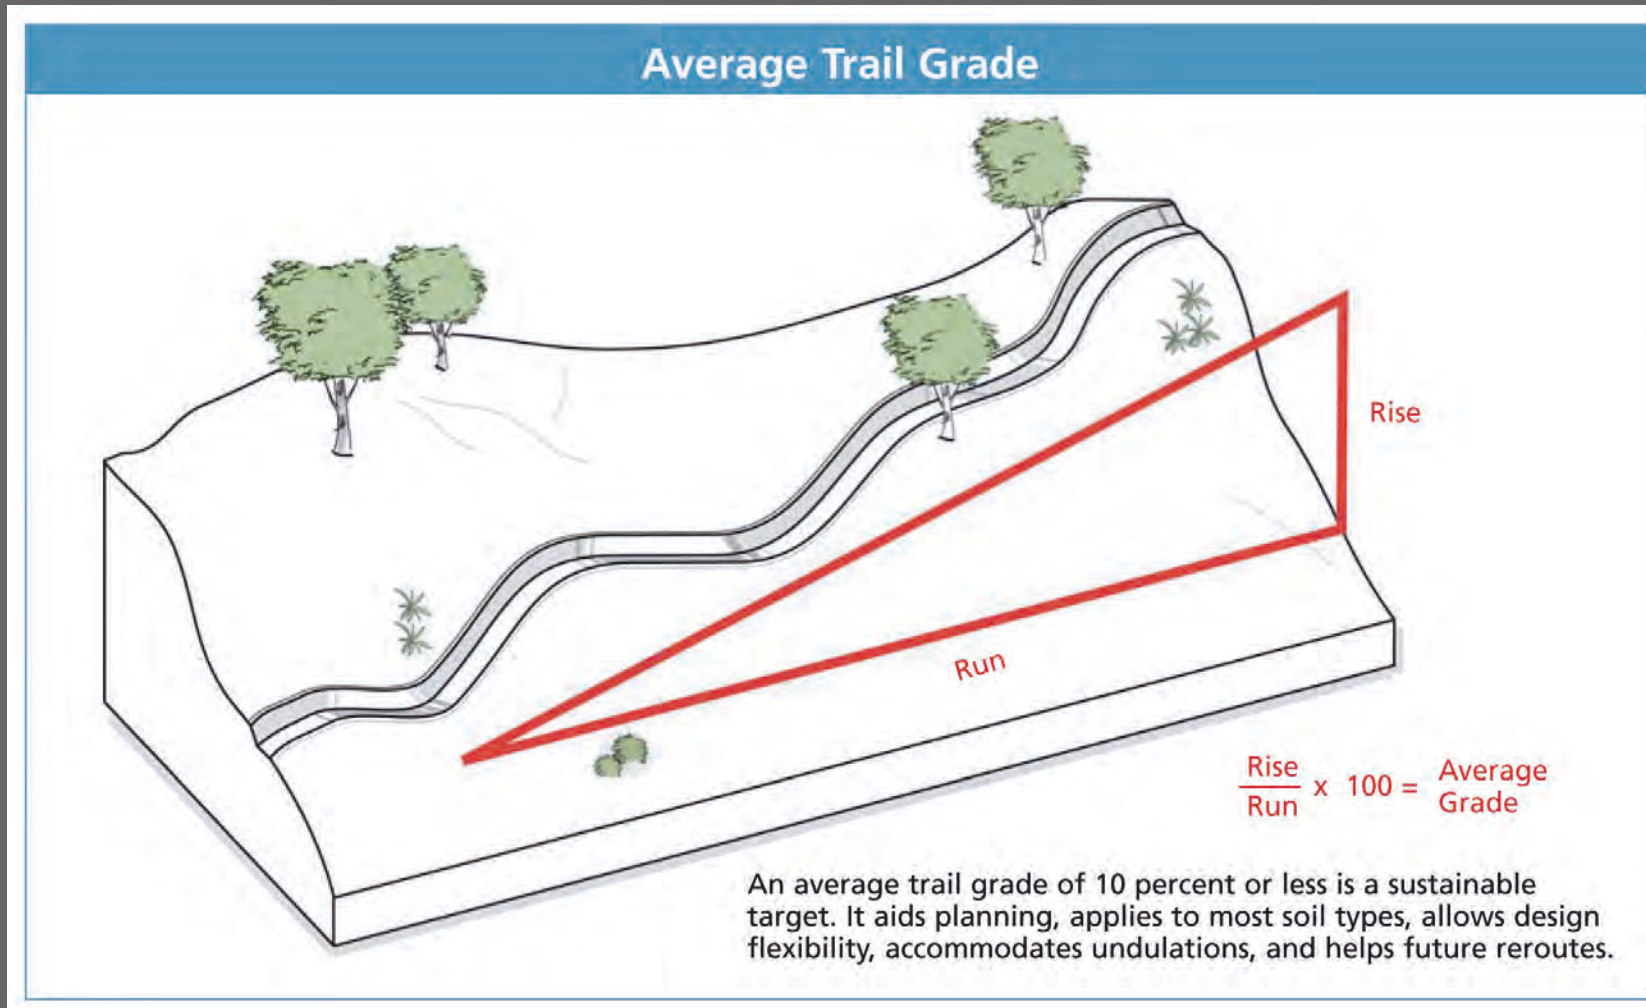 Average Trail Grade
Rise
Run
Rise
Run
x 100 =
Average
Grade
An average trail grade of 10 percent or less is a sustainable
target. It aids planning, applies to most soil types, allows design
flexibility, accommodates undulations, and helps future reroutes.